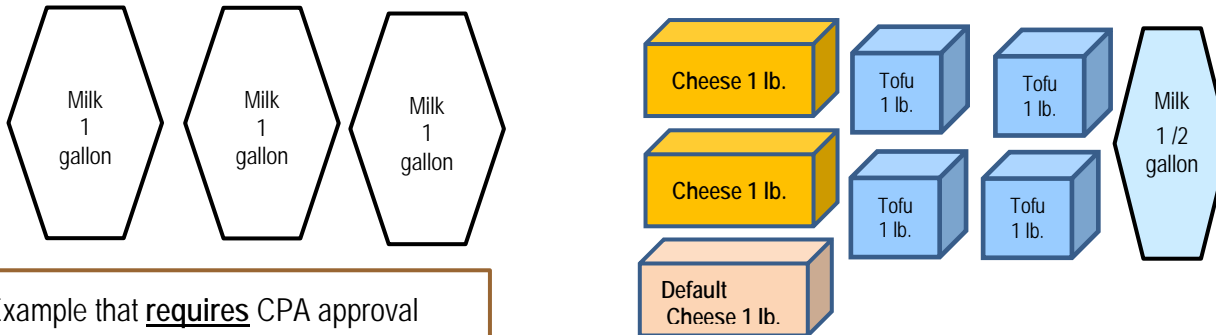 Milk
1
gallon
Milk
1
gallon
Milk
1
gallon
Example that requires CPA approval
Cheese 1 lb.
Tofu
1 lb.
Tofu
1 lb.
Milk
1 /2
gallon
Cheese 1 lb.
Tofu
1 lb.
Tofu
1 lb.
Default
Cheese 1 lb.